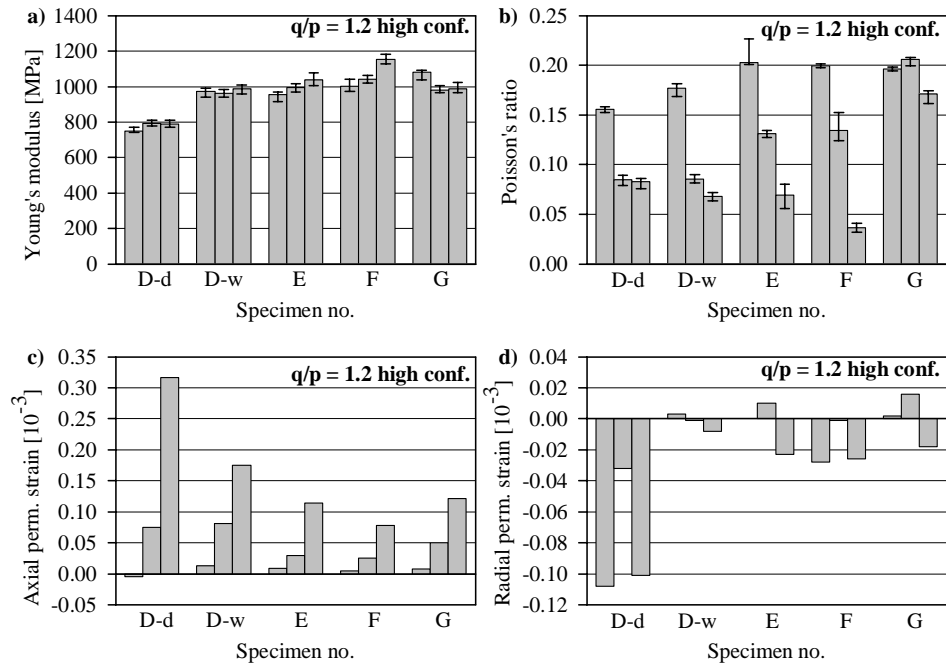 a)
q/p = 1.2 high conf.
Young's modulus [MPa]
1400
1200
1000
800
600
400
200
0
D-d D-w E F G
Specimen no.
b)
q/p = 1.2 high conf.
Poisson's ratio
0.25
0.20
0.15
0.10
0.05
0.00
D-d D-w E F G
Specimen no.
c)
q/p = 1.2 high conf.
Axial perm. strain [10⁻³]
0.35
0.30
0.25
0.20
0.15
0.10
0.05
0.00
-0.05
D-d D-w E F G
Specimen no.
d)
q/p = 1.2 high conf.
Radial perm. strain [10⁻³]
0.04
0.02
0.00
-0.02
-0.04
-0.06
-0.08
-0.10
-0.12
D-d D-w E F G
Specimen no.